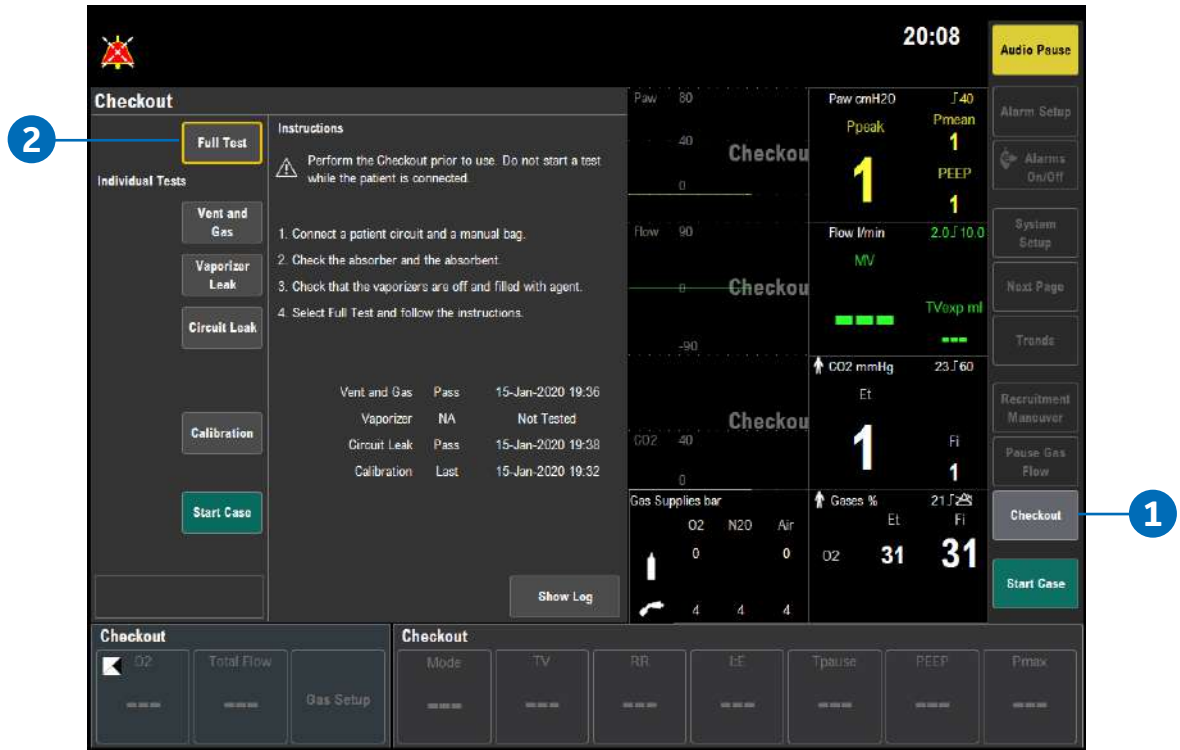 20:08
Audio Pause
Checkout
2
Full Test
Individual Tests
Vent and
Gas
Vaporizer
Leak
Circuit Leak
Calibration
Start Case
Instructions
Perform the Checkout prior to use. Do not start a test
while the patient is connected.
1. Connect a patient circuit and a manual bag.
2. Check the absorber and the absorbent.
3. Check that the vaporizers are off and filled with agent.
4. Select Full Test and follow the instructions.
Vent and Gas Pass 15-Jan-2020 19:36
Vaporizer NA Not Tested
Circuit Leak Pass 15-Jan-2020 19:38
Calibration Last 15-Jan-2020 19:32
Show Log
Paw 80
40
0
Checkou
Flow 90
0
-90
Checkou
CO2 40
0
Checkou
Paw cmH2O 40
Ppeak
1
Pmean
1
PEEP
1
Flow l/min 2.0 10.0
MV
---
TVexp ml
---
CO2 mmHg 23 60
Et
1
Fi
1
Gas Supplies bar
O2 N2O Air
0 0
4 4 4
Gases % 21
Et Fi
O2 31 31
Alarm Setup
Alarms
On/Off
System
Setup
Next Page
Trends
Recruitment
Maneuver
Pause Gas
Flow
Checkout
1
Start Case
Checkout
O2
---
Total Flow
---
Gas Setup
Checkout
Mode
---
TV
---
RR
---
I:E
---
Tpause
---
PEEP
---
Pmax
---